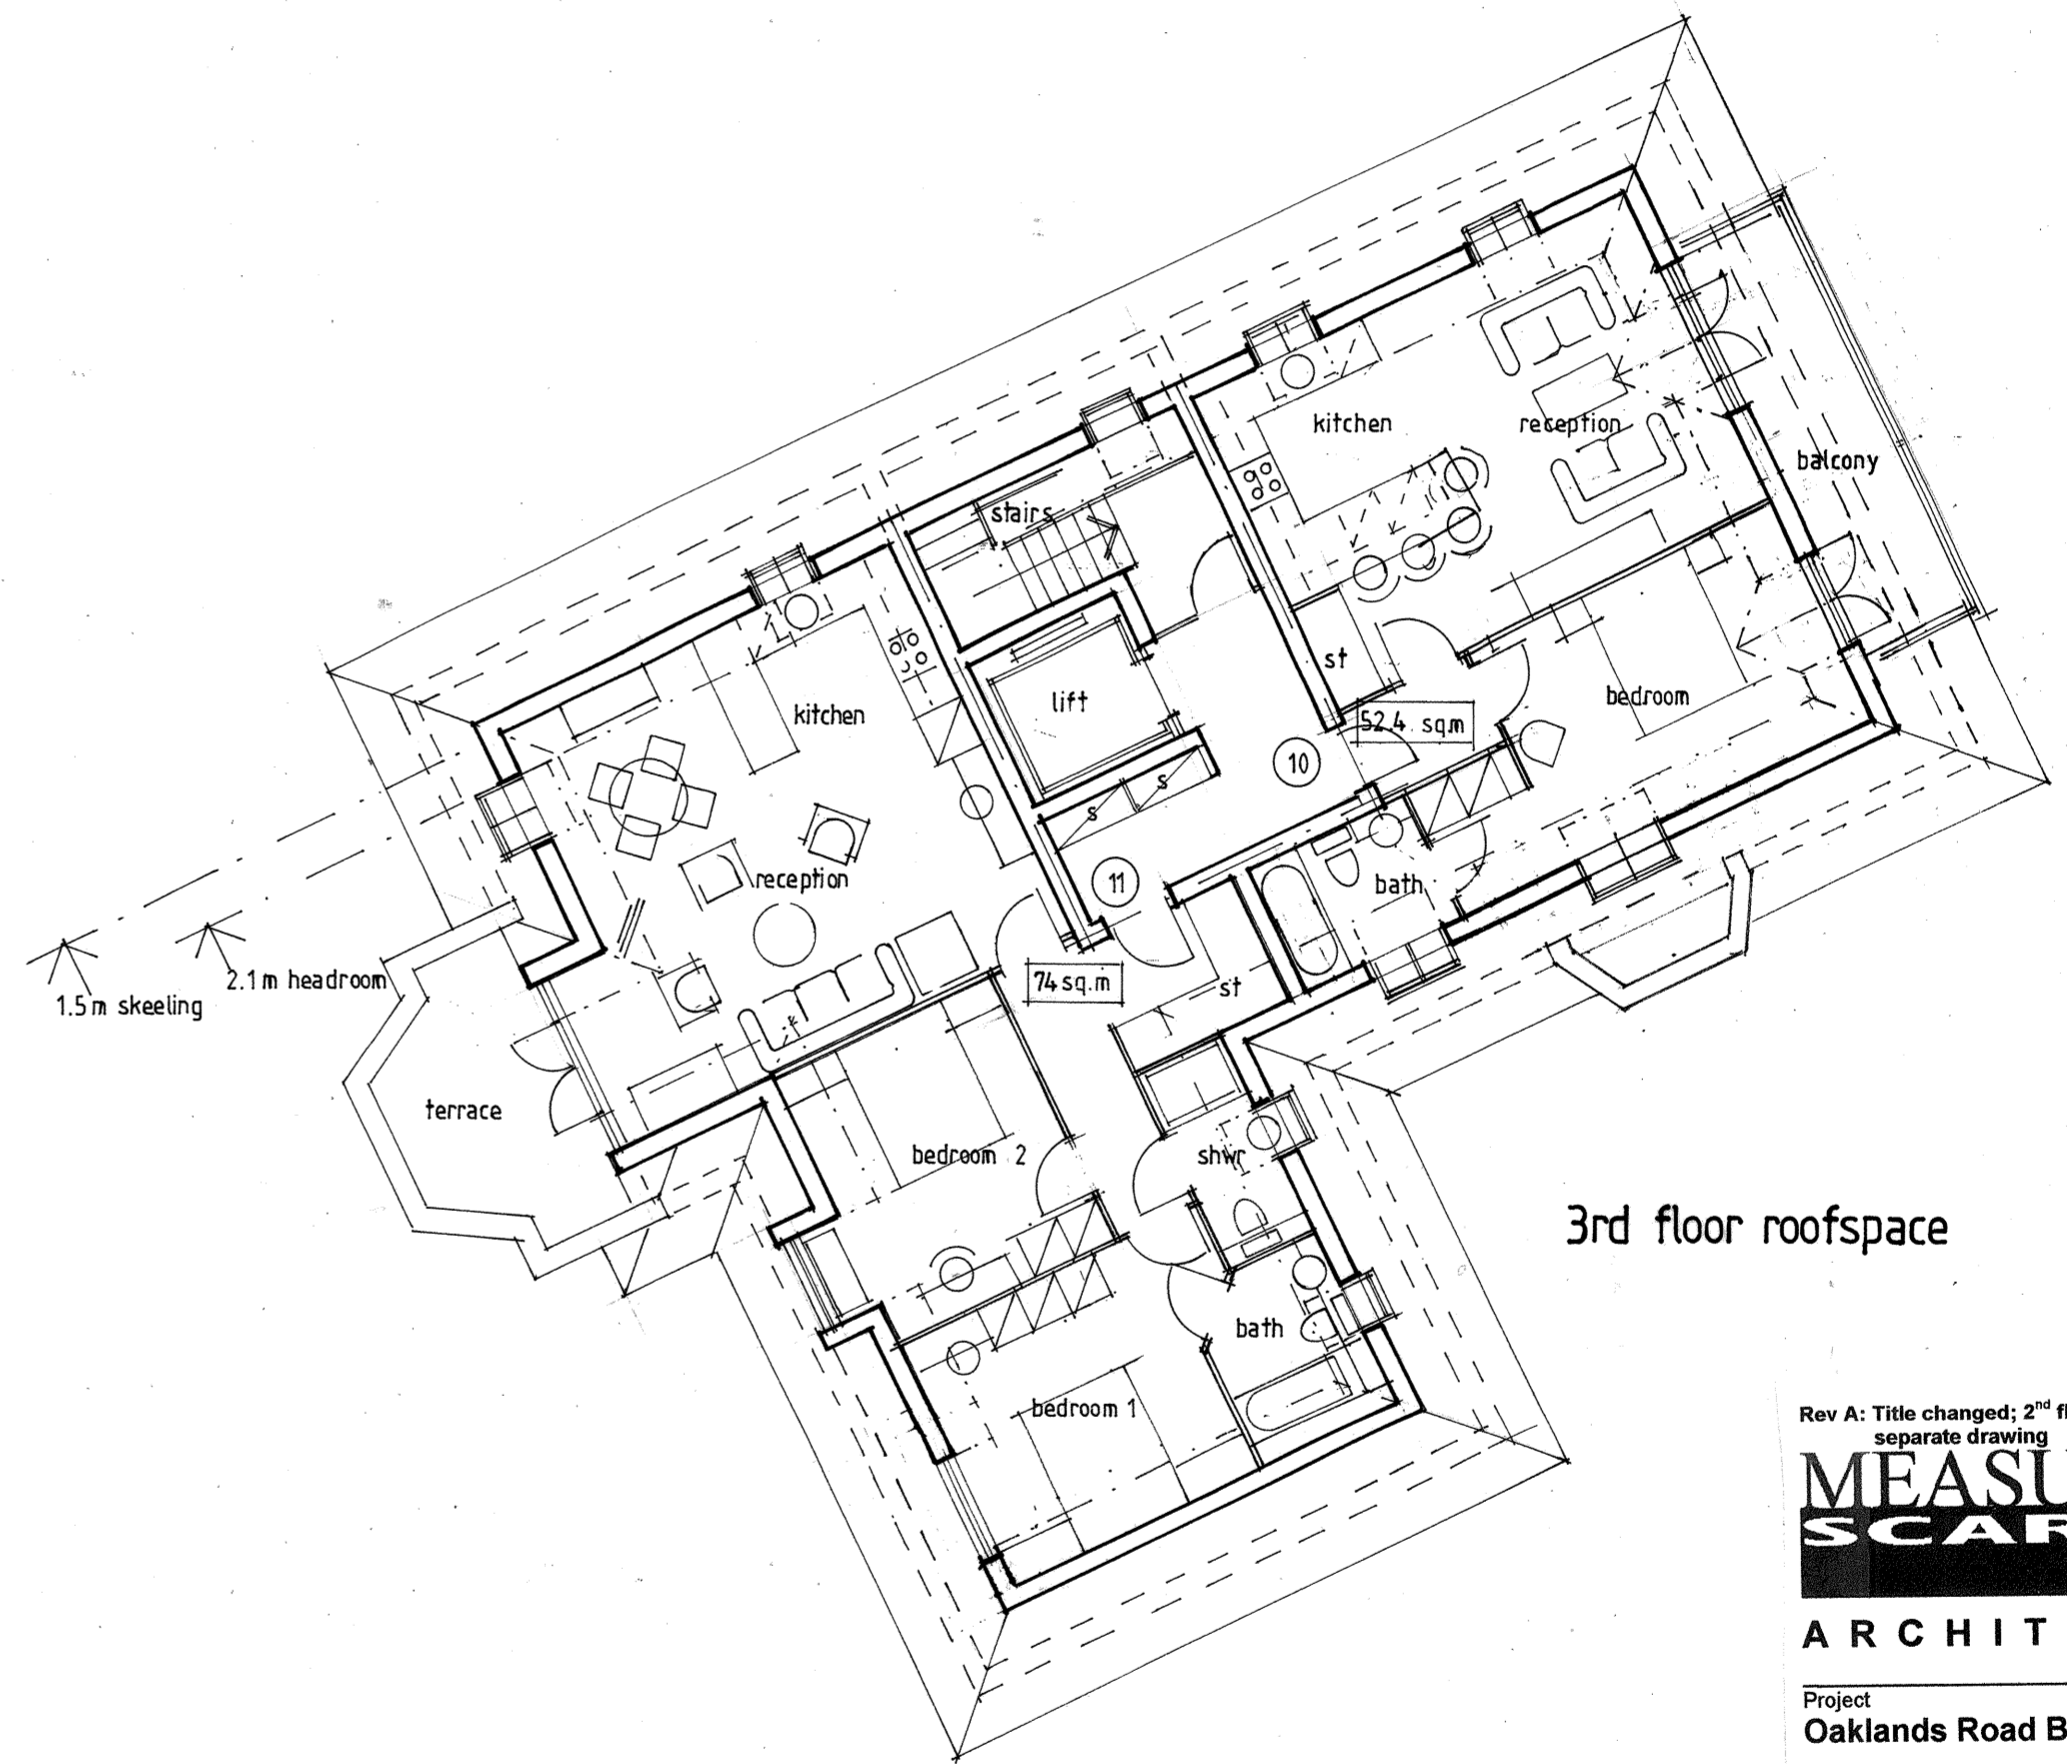 kitchen
reception
balcony
stairs
st
lift
bedroom
kitchen
52.4 sq.m
10
s
s
11
reception
bath
2.1m headroom
1.5m skeeling
74 sq.m
st
terrace
bedroom 2
shwr
3rd floor roofspace
bath
bedroom 1
Rev A: Title changed; 2nd
separate drawing
MEASU
SCAR
ARCHIT
Project
Oaklands Road B